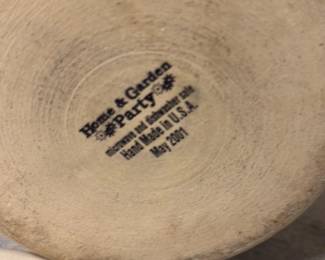 Home & Garden
Party
microwave and dishwasher safe
Hand Made in U.S.A.
May 2001